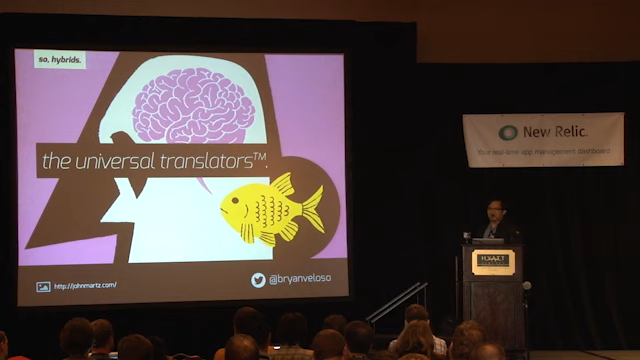 so, hybrids.
the universal translators™.
http://johnmartz.com/
@bryanveloso
New Relic.
Your real-time app management dashboard.
HYATT